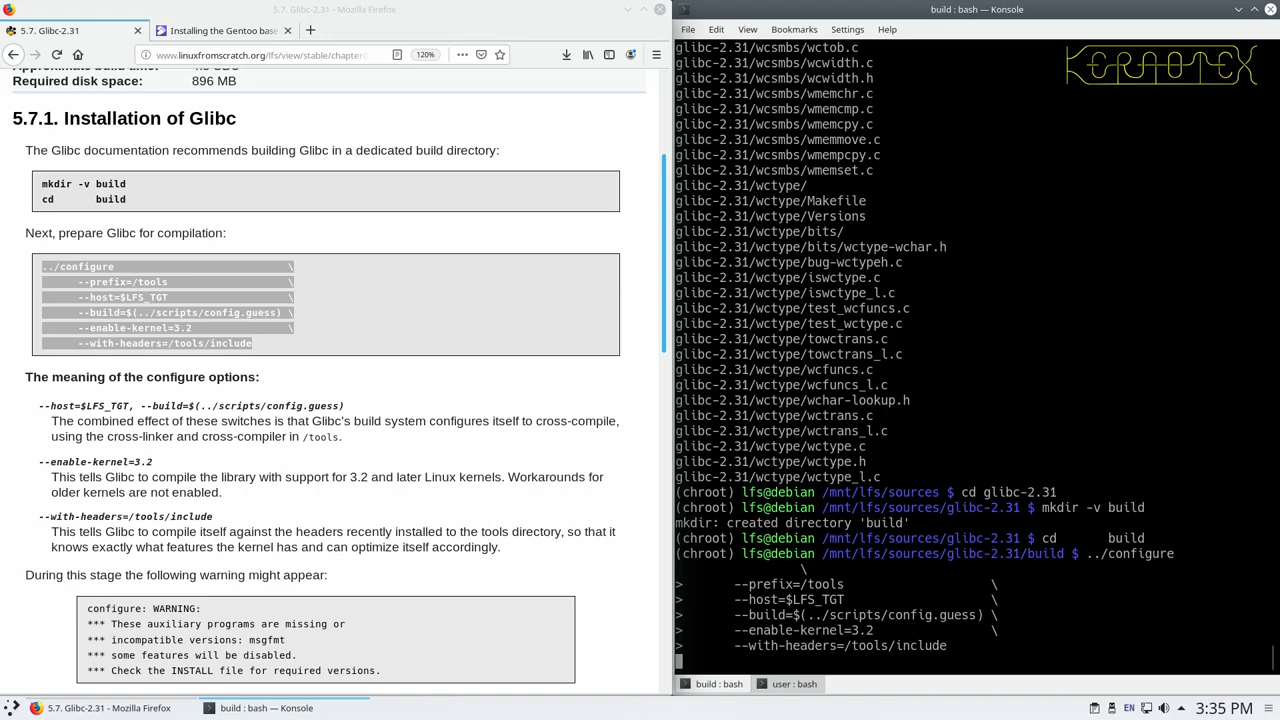 5.7. Glibc-2.31 - Mozilla Firefox
5.7. Glibc-2.31
Installing the Gentoo base
www.linuxfromscratch.org/lfs/view/stable/chapter0
120%
Required disk space: 896 MB
5.7.1. Installation of Glibc
The Glibc documentation recommends building Glibc in a dedicated build directory:
mkdir -v build
cd       build
Next, prepare Glibc for compilation:
../configure                             \
      --prefix=/tools                    \
      --host=$LFS_TGT                    \
      --build=$(../scripts/config.guess) \
      --enable-kernel=3.2                \
      --with-headers=/tools/include
The meaning of the configure options:
--host=$LFS_TGT, --build=$(../scripts/config.guess)
The combined effect of these switches is that Glibc's build system configures itself to cross-compile,
using the cross-linker and cross-compiler in /tools.
--enable-kernel=3.2
This tells Glibc to compile the library with support for 3.2 and later Linux kernels. Workarounds for
older kernels are not enabled.
--with-headers=/tools/include
This tells Glibc to compile itself against the headers recently installed to the tools directory, so that it
knows exactly what features the kernel has and can optimize itself accordingly.
During this stage the following warning might appear:
configure: WARNING:
*** These auxiliary programs are missing or
*** incompatible versions: msgfmt
*** some features will be disabled.
*** Check the INSTALL file for required versions.
build : bash — Konsole
File Edit View Bookmarks Settings Help
KERNOTEX
glibc-2.31/wcsmbs/wctob.c
glibc-2.31/wcsmbs/wcwidth.c
glibc-2.31/wcsmbs/wcwidth.h
glibc-2.31/wcsmbs/wmemchr.c
glibc-2.31/wcsmbs/wmemcmp.c
glibc-2.31/wcsmbs/wmemcpy.c
glibc-2.31/wcsmbs/wmemmove.c
glibc-2.31/wcsmbs/wmempcpy.c
glibc-2.31/wcsmbs/wmemset.c
glibc-2.31/wctype/
glibc-2.31/wctype/Makefile
glibc-2.31/wctype/Versions
glibc-2.31/wctype/bits/
glibc-2.31/wctype/bits/wctype-wchar.h
glibc-2.31/wctype/bug-wctypeh.c
glibc-2.31/wctype/iswctype.c
glibc-2.31/wctype/iswctype_l.c
glibc-2.31/wctype/test_wcfuncs.c
glibc-2.31/wctype/test_wctype.c
glibc-2.31/wctype/towctrans.c
glibc-2.31/wctype/towctrans_l.c
glibc-2.31/wctype/wcfuncs.c
glibc-2.31/wctype/wcfuncs_l.c
glibc-2.31/wctype/wchar-lookup.h
glibc-2.31/wctype/wctrans.c
glibc-2.31/wctype/wctrans_l.c
glibc-2.31/wctype/wctype.c
glibc-2.31/wctype/wctype.h
glibc-2.31/wctype/wctype_l.c
(chroot) lfs@debian /mnt/lfs/sources $ cd glibc-2.31
(chroot) lfs@debian /mnt/lfs/sources/glibc-2.31 $ mkdir -v build
mkdir: created directory 'build'
(chroot) lfs@debian /mnt/lfs/sources/glibc-2.31 $ cd       build
(chroot) lfs@debian /mnt/lfs/sources/glibc-2.31/build $ ../configure
\
>       --prefix=/tools                    \
>       --host=$LFS_TGT                    \
>       --build=$(../scripts/config.guess) \
>       --enable-kernel=3.2                \
>       --with-headers=/tools/include
build : bash
user : bash
5.7. Glibc-2.31 - Mozilla Firefox
build : bash — Konsole
EN
3:35 PM